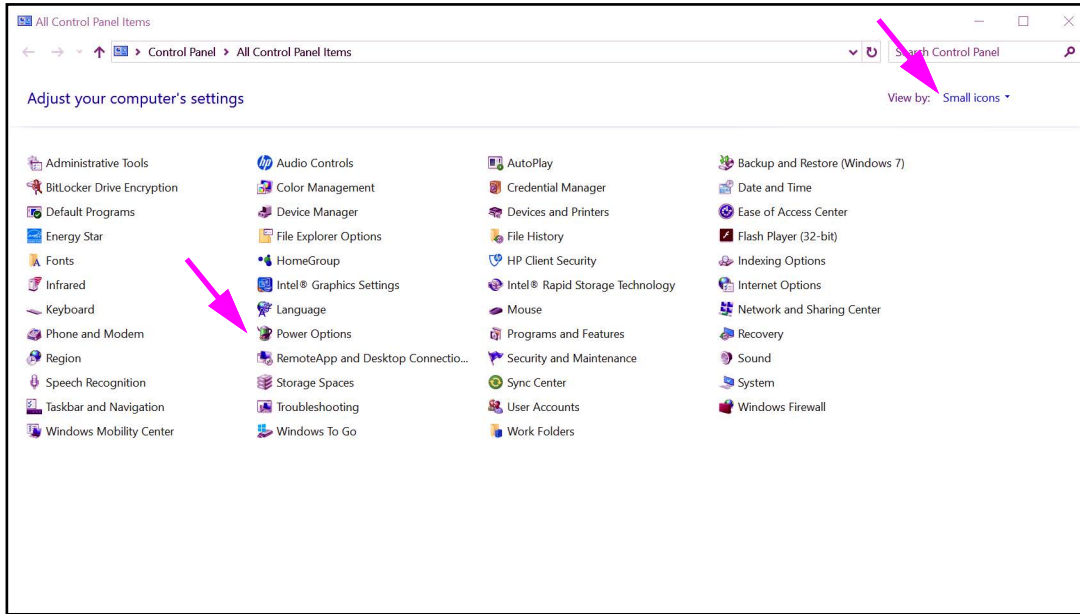 All Control Panel Items
Control Panel > All Control Panel Items
Search Control Panel
Adjust your computer's settings
View by: Small icons
Administrative Tools
Audio Controls
AutoPlay
Backup and Restore (Windows 7)
BitLocker Drive Encryption
Color Management
Credential Manager
Date and Time
Default Programs
Device Manager
Devices and Printers
Ease of Access Center
Energy Star
File Explorer Options
File History
Flash Player (32-bit)
Fonts
HomeGroup
HP Client Security
Indexing Options
Infrared
Intel® Graphics Settings
Intel® Rapid Storage Technology
Internet Options
Keyboard
Language
Mouse
Network and Sharing Center
Phone and Modem
Power Options
Programs and Features
Recovery
Region
RemoteApp and Desktop Connectio...
Security and Maintenance
Sound
Speech Recognition
Storage Spaces
Sync Center
System
Taskbar and Navigation
Troubleshooting
User Accounts
Windows Firewall
Windows Mobility Center
Windows To Go
Work Folders